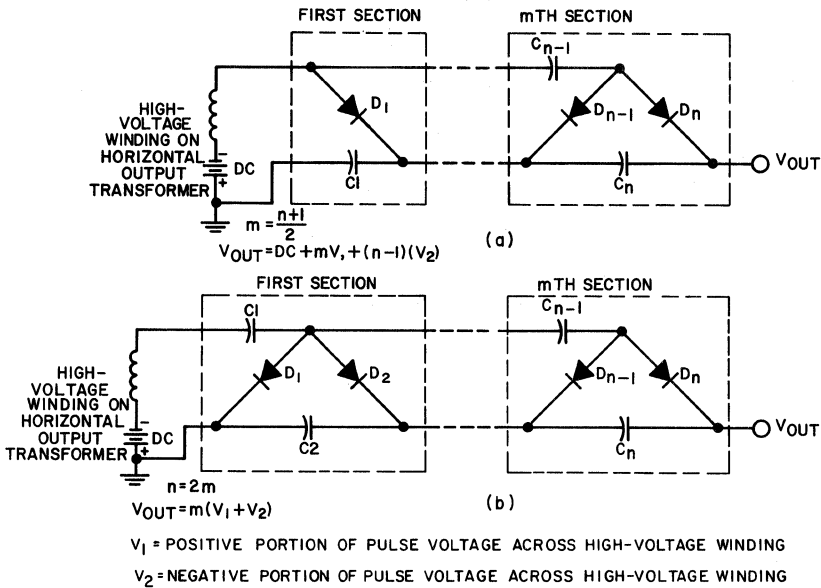 FIRST SECTION
mTH SECTION
Cn-1
HIGH-
VOLTAGE
WINDING ON
HORIZONTAL
OUTPUT
TRANSFORMER
-
DC
+
D1
C1
Dn-1
Dn
Cn
VOUT
m = n+1
2
VOUT=DC+mV,+(n-1)(V2)
(a)
FIRST SECTION
mTH SECTION
C1
Cn-1
HIGH-
VOLTAGE
WINDING ON
HORIZONTAL
OUTPUT
TRANSFORMER
-
DC
+
D1
D2
C2
Dn-1
Dn
Cn
VOUT
n=2m
VOUT=m(V1+V2)
(b)
V1=POSITIVE PORTION OF PULSE VOLTAGE ACROSS HIGH-VOLTAGE WINDING
V2=NEGATIVE PORTION OF PULSE VOLTAGE ACROSS HIGH-VOLTAGE WINDING